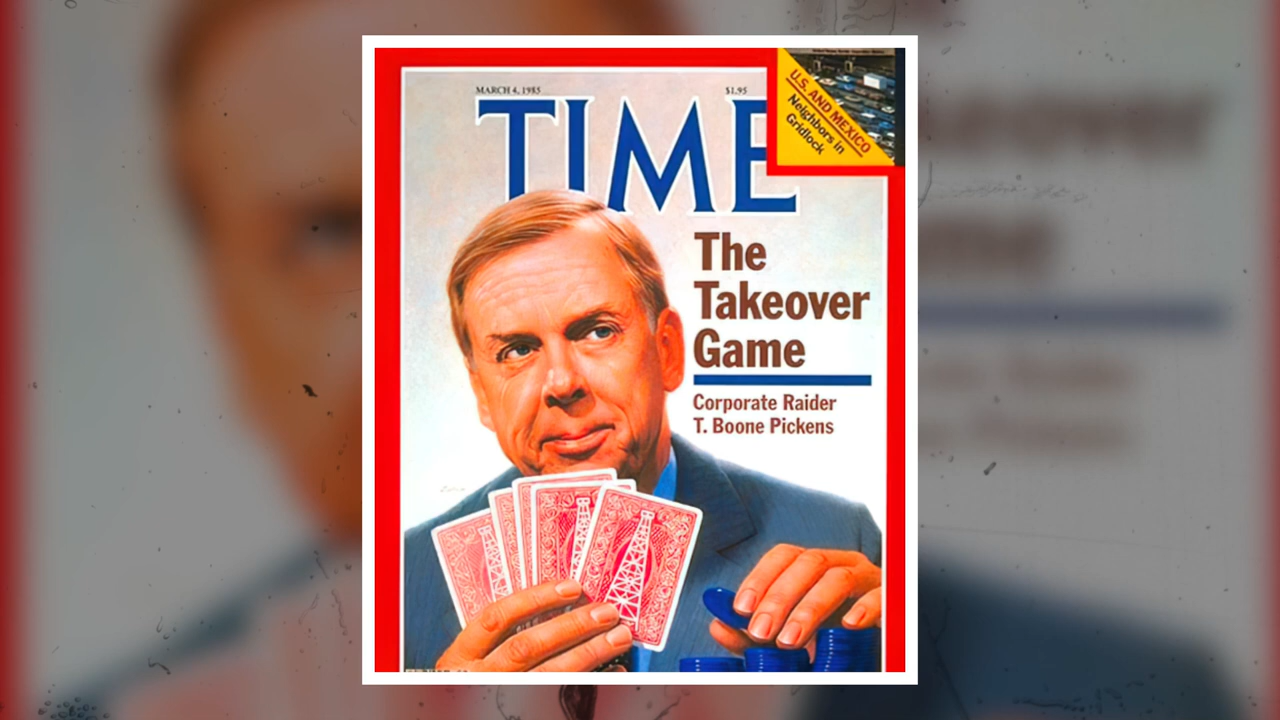 MARCH 4, 1985 $1.95
TIME
U.S. AND MEXICO
Neighbors in
Gridlock
The
Takeover
Game
Corporate Raider
T. Boone Pickens